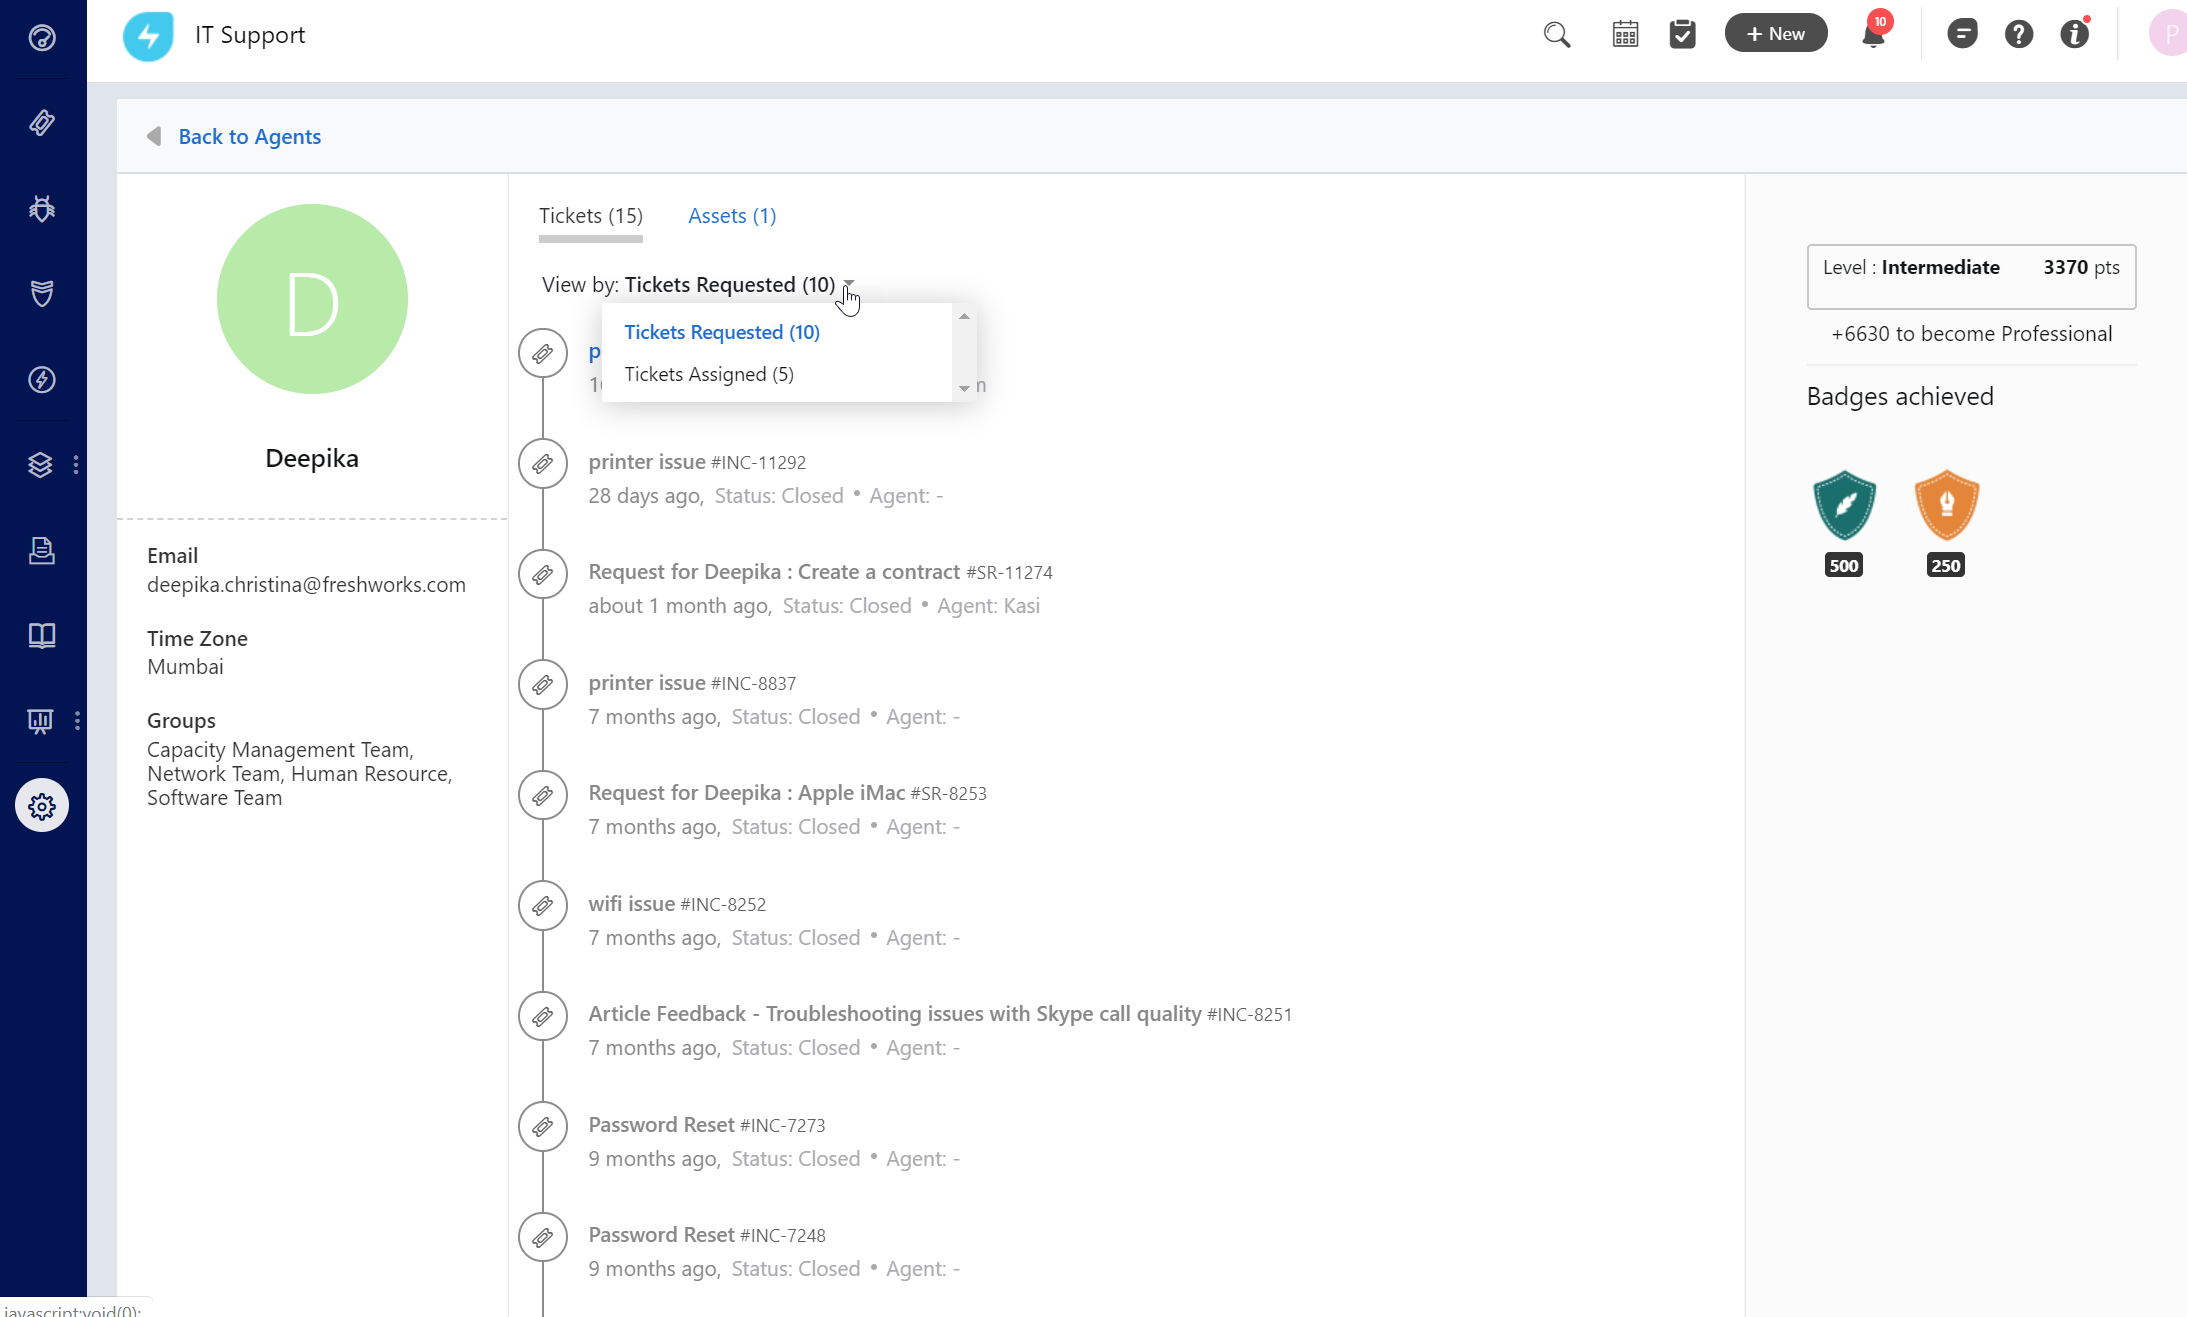 IT Support
+ New
10
P
Back to Agents
D
Deepika
Email
deepika.christina@freshworks.com
Time Zone
Mumbai
Groups
Capacity Management Team,
Network Team, Human Resource,
Software Team
Tickets (15) Assets (1)
View by: Tickets Requested (10)
Tickets Requested (10)
Tickets Assigned (5)
printer issue #INC-11292
28 days ago, Status: Closed • Agent: -
Request for Deepika : Create a contract #SR-11274
about 1 month ago, Status: Closed • Agent: Kasi
printer issue #INC-8837
7 months ago, Status: Closed • Agent: -
Request for Deepika : Apple iMac #SR-8253
7 months ago, Status: Closed • Agent: -
wifi issue #INC-8252
7 months ago, Status: Closed • Agent: -
Article Feedback - Troubleshooting issues with Skype call quality #INC-8251
7 months ago, Status: Closed • Agent: -
Password Reset #INC-7273
9 months ago, Status: Closed • Agent: -
Password Reset #INC-7248
9 months ago, Status: Closed • Agent: -
Level : Intermediate 3370 pts
+6630 to become Professional
Badges achieved
500 250
javascript:void(0);